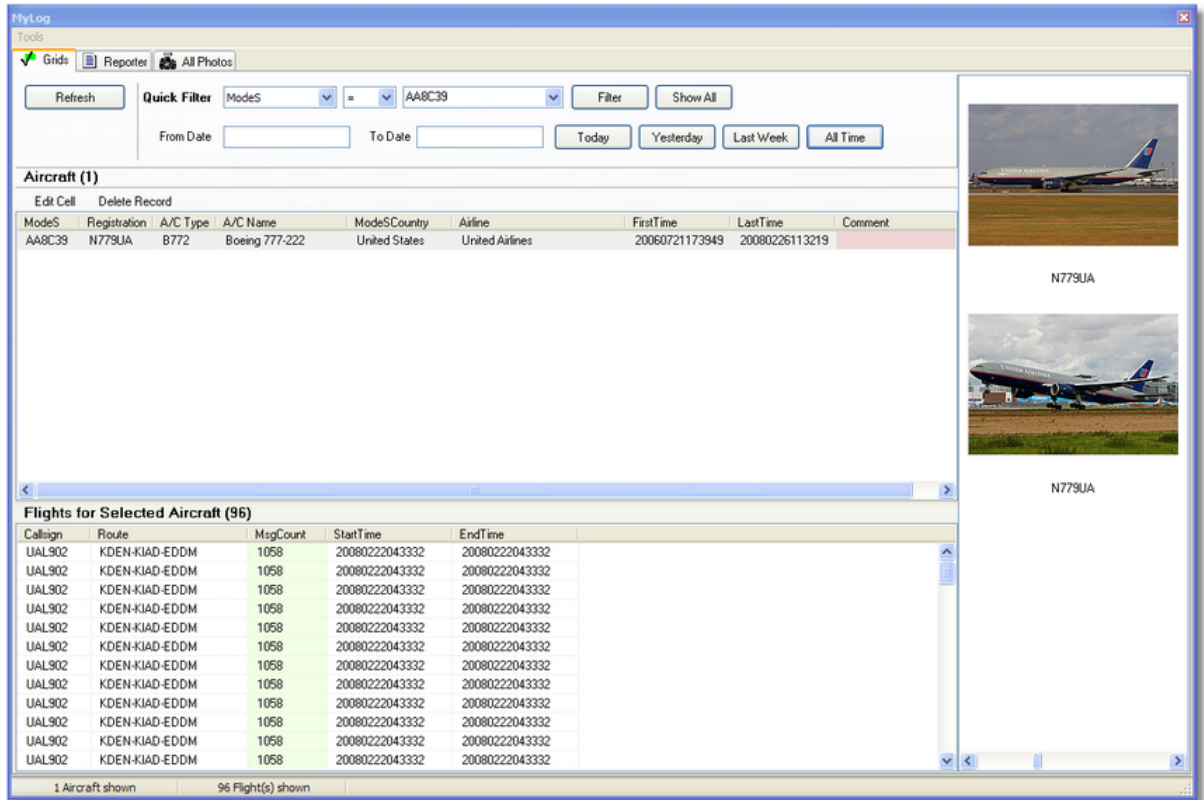 MyLog
Tools
Grids Reporter All Photos
Refresh Quick Filter ModeS = AA8C39 Filter Show All
From Date To Date Today Yesterday Last Week All Time
Aircraft (1)
Edit Cell Delete Record
ModeS Registration A/C Type A/C Name ModeSCountry Airline FirstTime LastTime Comment
AA8C39 N779UA B772 Boeing 777-222 United States United Airlines 20060721173949 20080226113219
UNITED AIRLINES
N779UA
UNITED AIRLINES
N779UA
Flights for Selected Aircraft (96)
Callsign Route MsgCount StartTime EndTime
UAL902 KDEN-KIAD-EDDM 1058 20080222043332 20080222043332
UAL902 KDEN-KIAD-EDDM 1058 20080222043332 20080222043332
UAL902 KDEN-KIAD-EDDM 1058 20080222043332 20080222043332
UAL902 KDEN-KIAD-EDDM 1058 20080222043332 20080222043332
UAL902 KDEN-KIAD-EDDM 1058 20080222043332 20080222043332
UAL902 KDEN-KIAD-EDDM 1058 20080222043332 20080222043332
UAL902 KDEN-KIAD-EDDM 1058 20080222043332 20080222043332
UAL902 KDEN-KIAD-EDDM 1058 20080222043332 20080222043332
UAL902 KDEN-KIAD-EDDM 1058 20080222043332 20080222043332
UAL902 KDEN-KIAD-EDDM 1058 20080222043332 20080222043332
UAL902 KDEN-KIAD-EDDM 1058 20080222043332 20080222043332
UAL902 KDEN-KIAD-EDDM 1058 20080222043332 20080222043332
1 Aircraft shown 96 Flight(s) shown